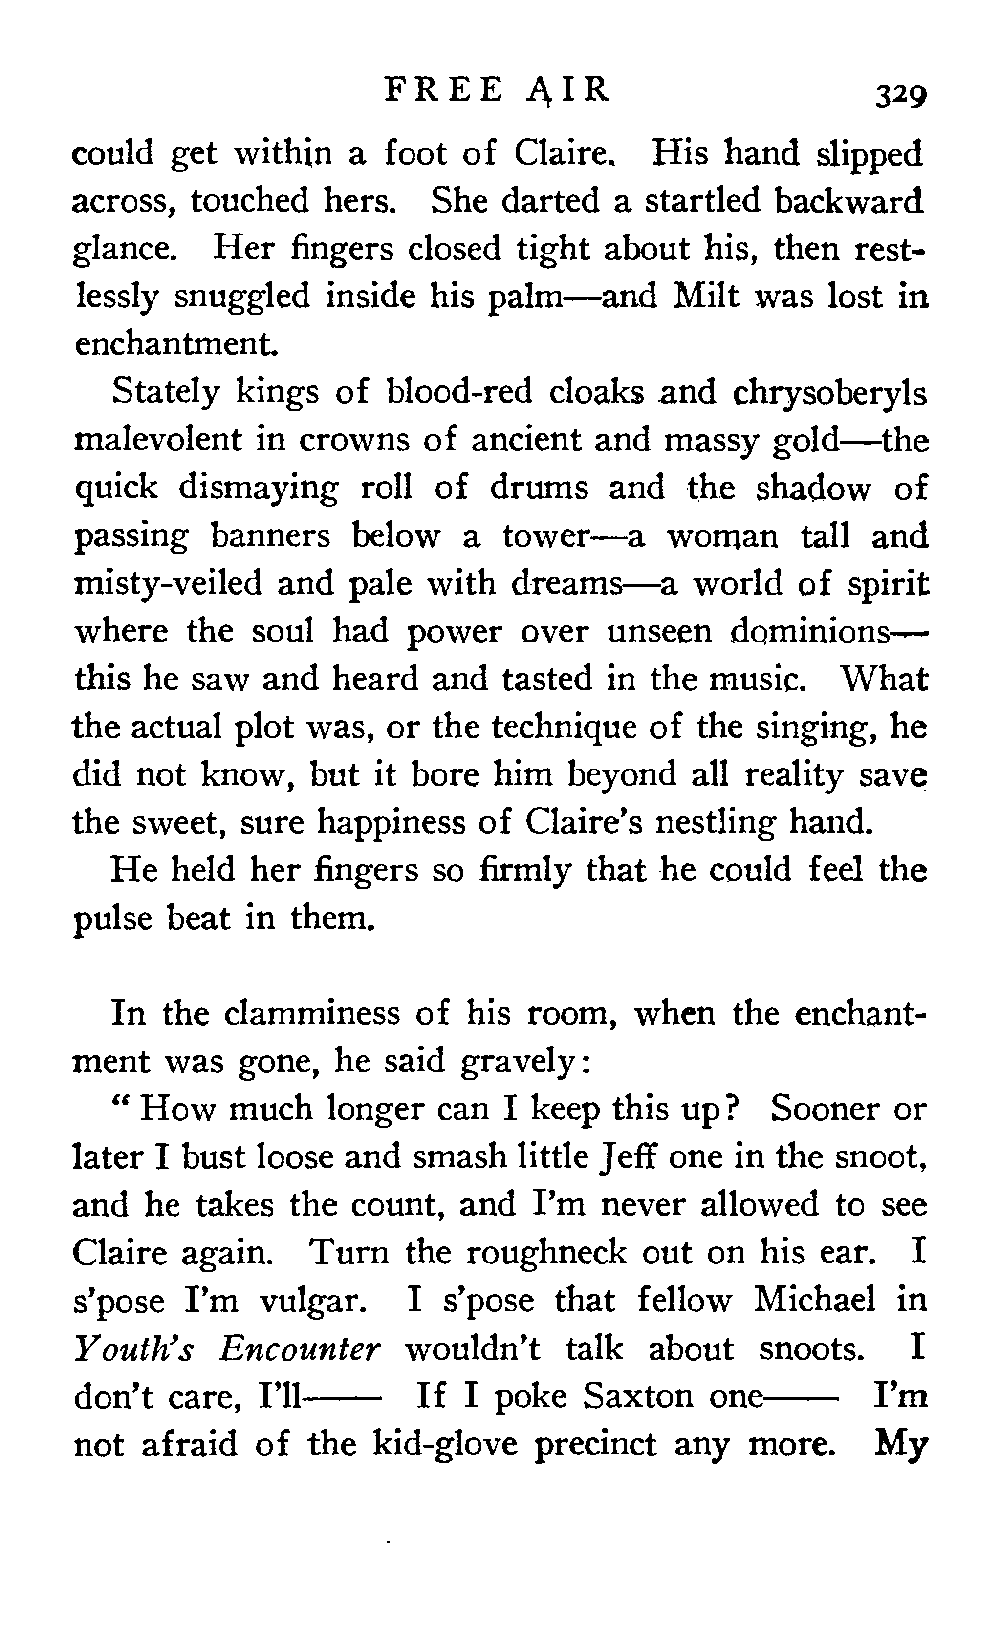 FREE AIR 329
could get within a foot of Claire. His hand slipped
across, touched hers. She darted a startled backward
glance. Her fingers closed tight about his, then rest-
lessly snuggled inside his palm—and Milt was lost in
enchantment.
Stately kings of blood-red cloaks and chrysoberyls
malevolent in crowns of ancient and massy gold—the
quick dismaying roll of drums and the shadow of
passing banners below a tower—a woman tall and
misty-veiled and pale with dreams—a world of spirit
where the soul had power over unseen dominions—
this he saw and heard and tasted in the music. What
the actual plot was, or the technique of the singing, he
did not know, but it bore him beyond all reality save
the sweet, sure happiness of Claire's nestling hand.
He held her fingers so firmly that he could feel the
pulse beat in them.
In the clamminess of his room, when the enchant-
ment was gone, he said gravely:
“How much longer can I keep this up? Sooner or
later I bust loose and smash little Jeff one in the snoot,
and he takes the count, and I'm never allowed to see
Claire again. Turn the roughneck out on his ear. I
s'pose I'm vulgar. I s'pose that fellow Michael in
Youth's Encounter wouldn't talk about snoots. I
don't care, I'll—— If I poke Saxton one—— I'm
not afraid of the kid-glove precinct any more. My